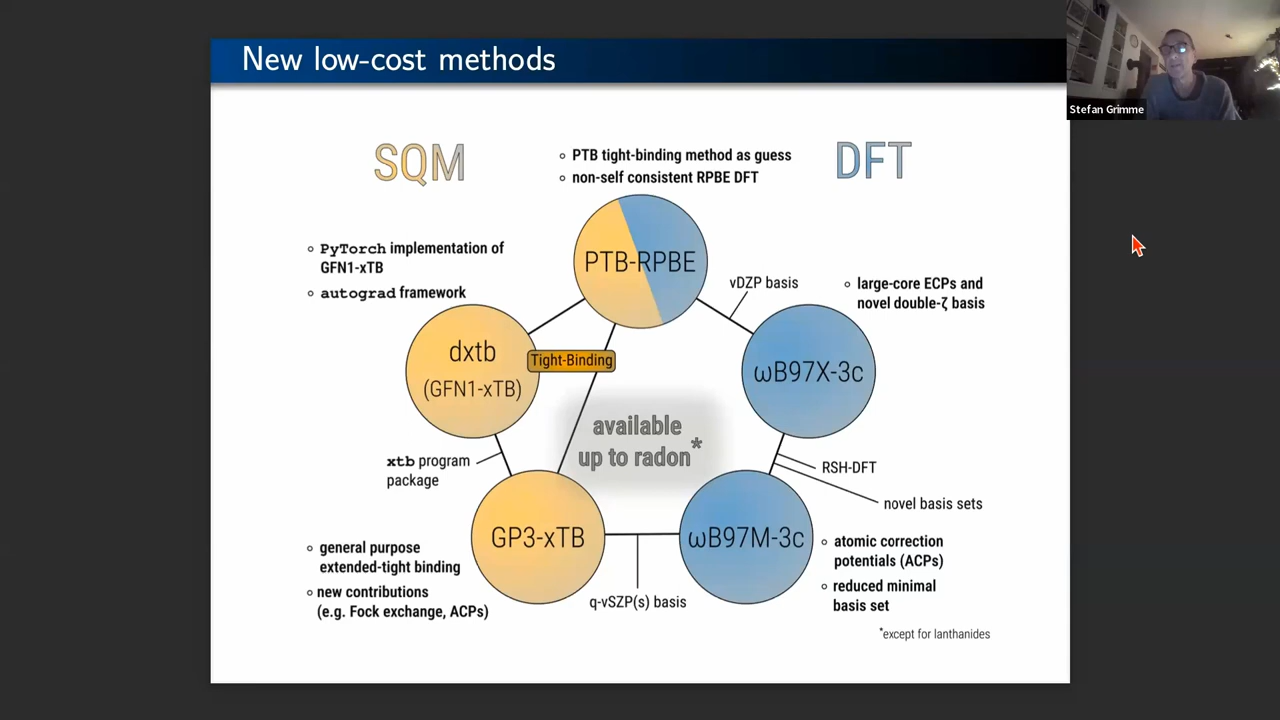 New low-cost methods
Stefan Grimme
SQM
DFT
◦ PTB tight-binding method as guess
◦ non-self consistent RPBE DFT
PTB-RPBE
◦ PyTorch implementation of
GFN1-xTB
◦ autograd framework
vDZP basis
◦ large-core ECPs and
novel double-ζ basis
dxtb
(GFN1-xTB)
Tight-Binding
ωB97X-3c
available
up to radon*
xtb program
package
RSH-DFT
novel basis sets
GP3-xTB
ωB97M-3c
◦ general purpose
extended-tight binding
◦ new contributions
(e.g. Fock exchange, ACPs)
q-vSZP(s) basis
◦ atomic correction
potentials (ACPs)
◦ reduced minimal
basis set
*except for lanthanides